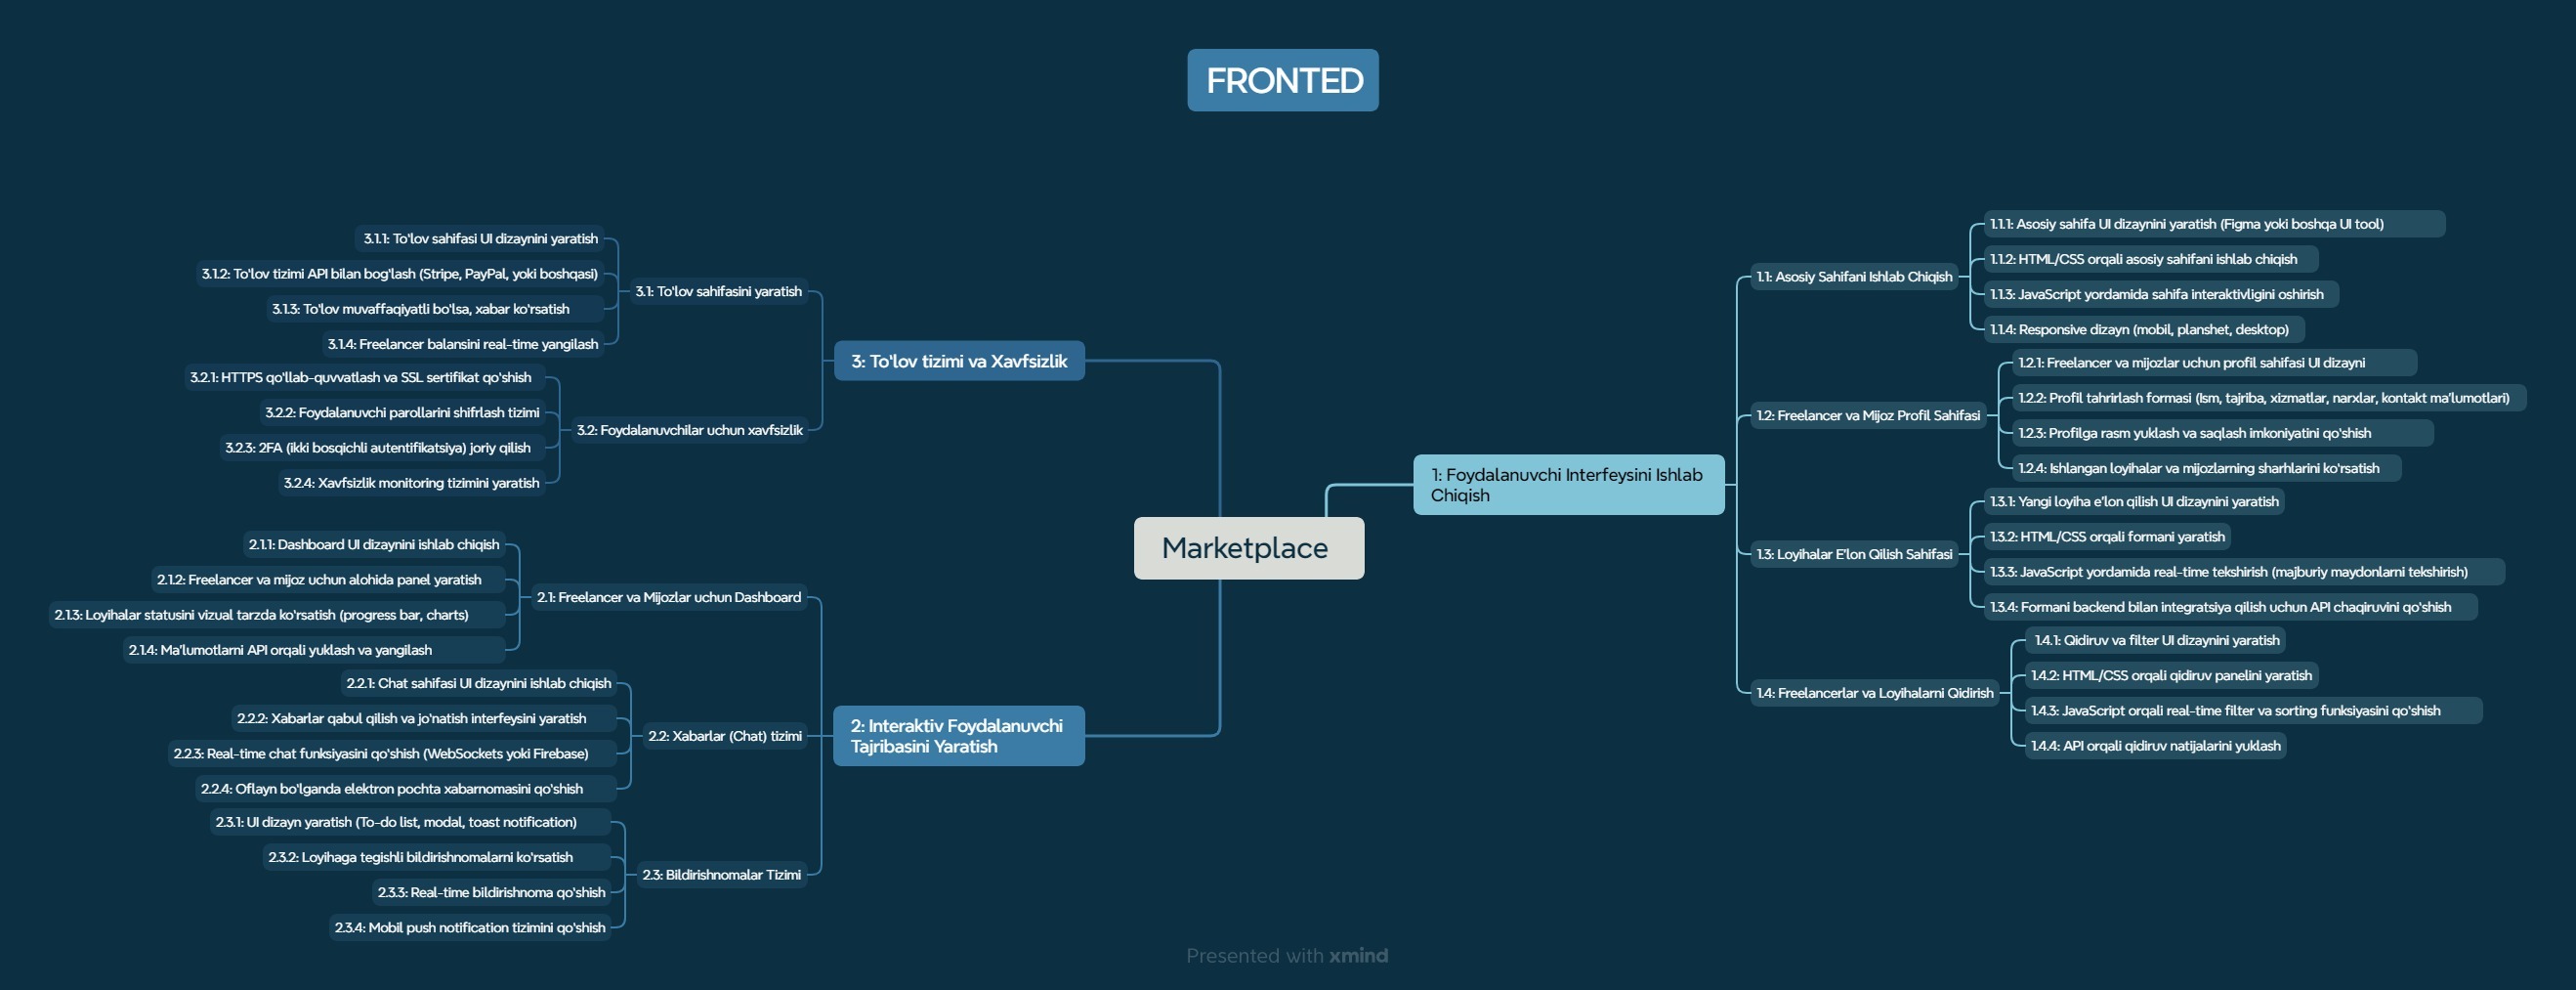 FRONTED
Marketplace
1: Foydalanuvchi Interfeysini Ishlab
Chiqish
1.1: Asosiy Sahifani Ishlab Chiqish
1.1.1: Asosiy sahifa UI dizaynini yaratish (Figma yoki boshqa UI tool)
1.1.2: HTML/CSS orqali asosiy sahifani ishlab chiqish
1.1.3: JavaScript yordamida sahifa interaktivligini oshirish
1.1.4: Responsive dizayn (mobil, planshet, desktop)
1.2: Freelancer va Mijoz Profil Sahifasi
1.2.1: Freelancer va mijozlar uchun profil sahifasi UI dizayni
1.2.2: Profil tahrirlash formasi (Ism, tajriba, xizmatlar, narxlar, kontakt ma'lumotlari)
1.2.3: Profilga rasm yuklash va saqlash imkoniyatini qo'shish
1.2.4: Ishlangan loyihalar va mijozlarning sharhlarini ko'rsatish
1.3: Loyihalar E'lon Qilish Sahifasi
1.3.1: Yangi loyiha e'lon qilish UI dizaynini yaratish
1.3.2: HTML/CSS orqali formani yaratish
1.3.3: JavaScript yordamida real-time tekshirish (majburiy maydonlarni tekshirish)
1.3.4: Formani backend bilan integratsiya qilish uchun API chaqiruvini qo'shish
1.4: Freelancerlar va Loyihalarni Qidirish
1.4.1: Qidiruv va filter UI dizaynini yaratish
1.4.2: HTML/CSS orqali qidiruv panelini yaratish
1.4.3: JavaScript orqali real-time filter va sorting funksiyasini qo'shish
1.4.4: API orqali qidiruv natijalarini yuklash
2: Interaktiv Foydalanuvchi
Tajribasini Yaratish
2.1: Freelancer va Mijozlar uchun Dashboard
2.1.1: Dashboard UI dizaynini ishlab chiqish
2.1.2: Freelancer va mijoz uchun alohida panel yaratish
2.1.3: Loyihalar statusini vizual tarzda ko'rsatish (progress bar, charts)
2.1.4: Ma'lumotlarni API orqali yuklash va yangilash
2.2: Xabarlar (Chat) tizimi
2.2.1: Chat sahifasi UI dizaynini ishlab chiqish
2.2.2: Xabarlar qabul qilish va jo'natish interfeysini yaratish
2.2.3: Real-time chat funksiyasini qo'shish (WebSockets yoki Firebase)
2.2.4: Oflayn bo'lganda elektron pochta xabarnomasini qo'shish
2.3: Bildirishnomalar Tizimi
2.3.1: UI dizayn yaratish (To-do list, modal, toast notification)
2.3.2: Loyihaga tegishli bildirishnomalarni ko'rsatish
2.3.3: Real-time bildirishnoma qo'shish
2.3.4: Mobil push notification tizimini qo'shish
3: To'lov tizimi va Xavfsizlik
3.1: To'lov sahifasini yaratish
3.1.1: To'lov sahifasi UI dizaynini yaratish
3.1.2: To'lov tizimi API bilan bog'lash (Stripe, PayPal, yoki boshqasi)
3.1.3: To'lov muvaffaqiyatli bo'lsa, xabar ko'rsatish
3.1.4: Freelancer balansini real-time yangilash
3.2: Foydalanuvchilar uchun xavfsizlik
3.2.1: HTTPS qo'llab-quvvatlash va SSL sertifikat qo'shish
3.2.2: Foydalanuvchi parollarini shifrlash tizimi
3.2.3: 2FA (ikki bosqichli autentifikatsiya) joriy qilish
3.2.4: Xavfsizlik monitoring tizimini yaratish
Presented with xmind